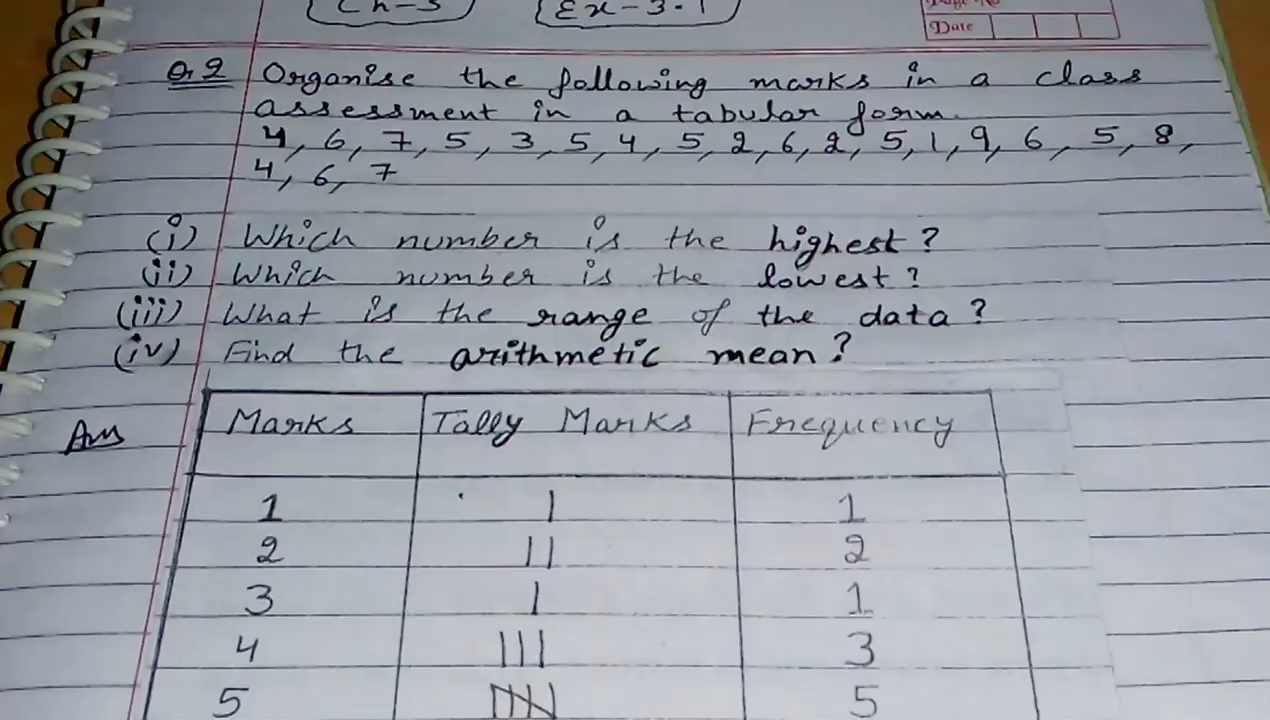 Ch-3 Ex-3.1
Page No
Date
Q.2 Organise the following marks in a class
assessment in a tabular form.
4, 6, 7, 5, 3, 5, 4, 5, 2, 6, 2, 5, 1, 9, 6, 5, 8,
4, 6, 7
(i) Which number is the highest?
(ii) Which number is the lowest?
(iii) What is the range of the data?
(iv) Find the arithmetic mean?
Ans Marks Tally Marks Frequency
1 | 1
2 || 2
3 | 1
4 ||| 3
5 |||| 5